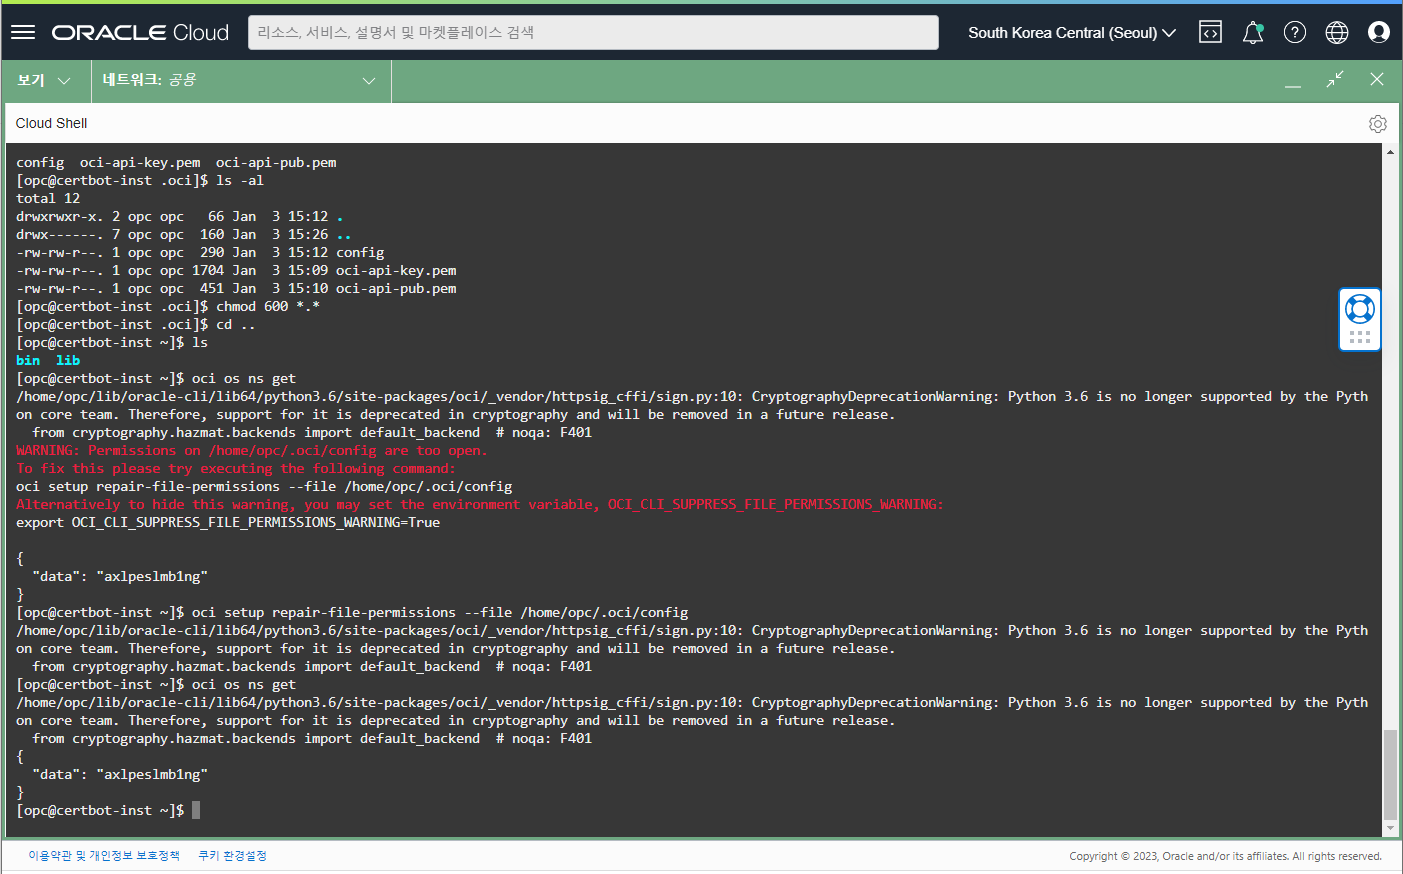 ORACLE Cloud
리소스, 서비스, 설명서 및 마켓플레이스 검색
South Korea Central (Seoul)
보기
네트워크: 공용
Cloud Shell
config  oci-api-key.pem  oci-api-pub.pem
[opc@certbot-inst .oci]$ ls -al
total 12
drwxrwxr-x. 2 opc opc   66 Jan  3 15:12 .
drwx------. 7 opc opc  160 Jan  3 15:26 ..
-rw-rw-r--. 1 opc opc  290 Jan  3 15:12 config
-rw-rw-r--. 1 opc opc 1704 Jan  3 15:09 oci-api-key.pem
-rw-rw-r--. 1 opc opc  451 Jan  3 15:10 oci-api-pub.pem
[opc@certbot-inst .oci]$ chmod 600 *.*
[opc@certbot-inst .oci]$ cd ..
[opc@certbot-inst ~]$ ls
bin  lib
[opc@certbot-inst ~]$ oci os ns get
/home/opc/lib/oracle-cli/lib64/python3.6/site-packages/oci/_vendor/httpsig_cffi/sign.py:10: CryptographyDeprecationWarning: Python 3.6 is no longer supported by the Pyth
on core team. Therefore, support for it is deprecated in cryptography and will be removed in a future release.
  from cryptography.hazmat.backends import default_backend  # noqa: F401
WARNING: Permissions on /home/opc/.oci/config are too open.
To fix this please try executing the following command:
oci setup repair-file-permissions --file /home/opc/.oci/config
Alternatively to hide this warning, you may set the environment variable, OCI_CLI_SUPPRESS_FILE_PERMISSIONS_WARNING:
export OCI_CLI_SUPPRESS_FILE_PERMISSIONS_WARNING=True
{
  "data": "axlpeslmb1ng"
}
[opc@certbot-inst ~]$ oci setup repair-file-permissions --file /home/opc/.oci/config
/home/opc/lib/oracle-cli/lib64/python3.6/site-packages/oci/_vendor/httpsig_cffi/sign.py:10: CryptographyDeprecationWarning: Python 3.6 is no longer supported by the Pyth
on core team. Therefore, support for it is deprecated in cryptography and will be removed in a future release.
  from cryptography.hazmat.backends import default_backend  # noqa: F401
[opc@certbot-inst ~]$ oci os ns get
/home/opc/lib/oracle-cli/lib64/python3.6/site-packages/oci/_vendor/httpsig_cffi/sign.py:10: CryptographyDeprecationWarning: Python 3.6 is no longer supported by the Pyth
on core team. Therefore, support for it is deprecated in cryptography and will be removed in a future release.
  from cryptography.hazmat.backends import default_backend  # noqa: F401
{
  "data": "axlpeslmb1ng"
}
[opc@certbot-inst ~]$
이용약관 및 개인정보 보호정책 쿠키 환경설정
Copyright © 2023, Oracle and/or its affiliates. All rights reserved.